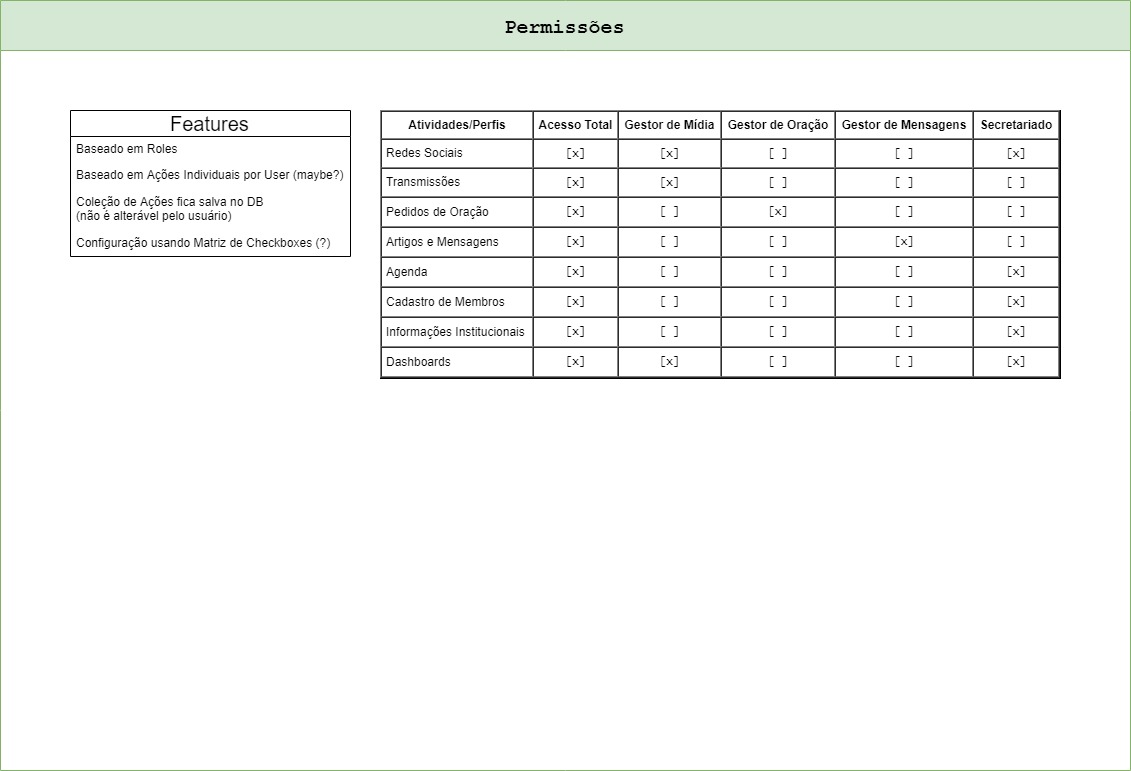 Permissões
Features
Baseado em Roles
Baseado em Ações Individuais por User (maybe?)
Coleção de Ações fica salva no DB
(não é alterável pelo usuário)
Configuração usando Matriz de Checkboxes (?)
Atividades/Perfis Acesso Total Gestor de Mídia Gestor de Oração Gestor de Mensagens Secretariado
Redes Sociais [x] [x] [ ] [ ] [x]
Transmissões [x] [x] [ ] [ ] [ ]
Pedidos de Oração [x] [ ] [x] [ ] [ ]
Artigos e Mensagens [x] [ ] [ ] [x] [ ]
Agenda [x] [ ] [ ] [ ] [x]
Cadastro de Membros [x] [ ] [ ] [ ] [x]
Informações Institucionais [x] [ ] [ ] [ ] [x]
Dashboards [x] [x] [ ] [ ] [x]